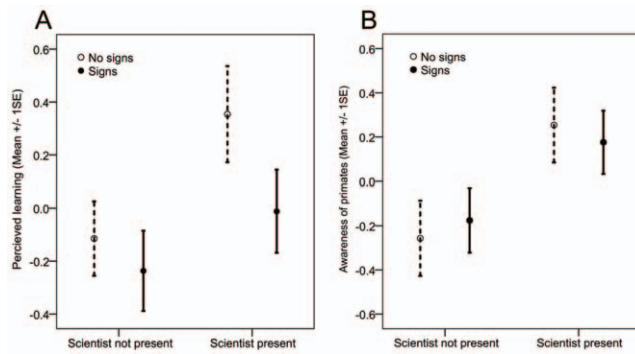 A
Percieved learning (Mean +/- 1SE)
0.6
0.4
0.2
0.0
-0.2
-0.4
No signs
Signs
Scientist not present
Scientist present
B
Awareness of primates (Mean +/- 1SE)
0.6
0.4
0.2
0.0
-0.2
-0.4
-0.6
No signs
Signs
Scientist not present
Scientist present